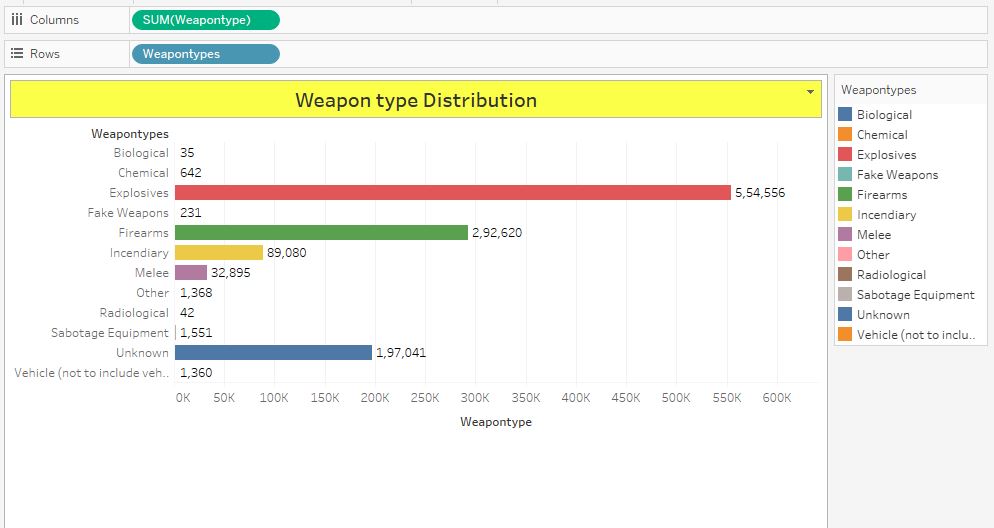 Columns SUM(Weapontype)
Rows Weapontypes
Weapon type Distribution
Weapontypes
Biological 35
Chemical 642
Explosives 5,54,556
Fake Weapons 231
Firearms 2,92,620
Incendiary 89,080
Melee 32,895
Other 1,368
Radiological 42
Sabotage Equipment 1,551
Unknown 1,97,041
Vehicle (not to include veh.. 1,360
0K 50K 100K 150K 200K 250K 300K 350K 400K 450K 500K 550K 600K
Weapontype
Weapontypes
Biological
Chemical
Explosives
Fake Weapons
Firearms
Incendiary
Melee
Other
Radiological
Sabotage Equipment
Unknown
Vehicle (not to inclu..